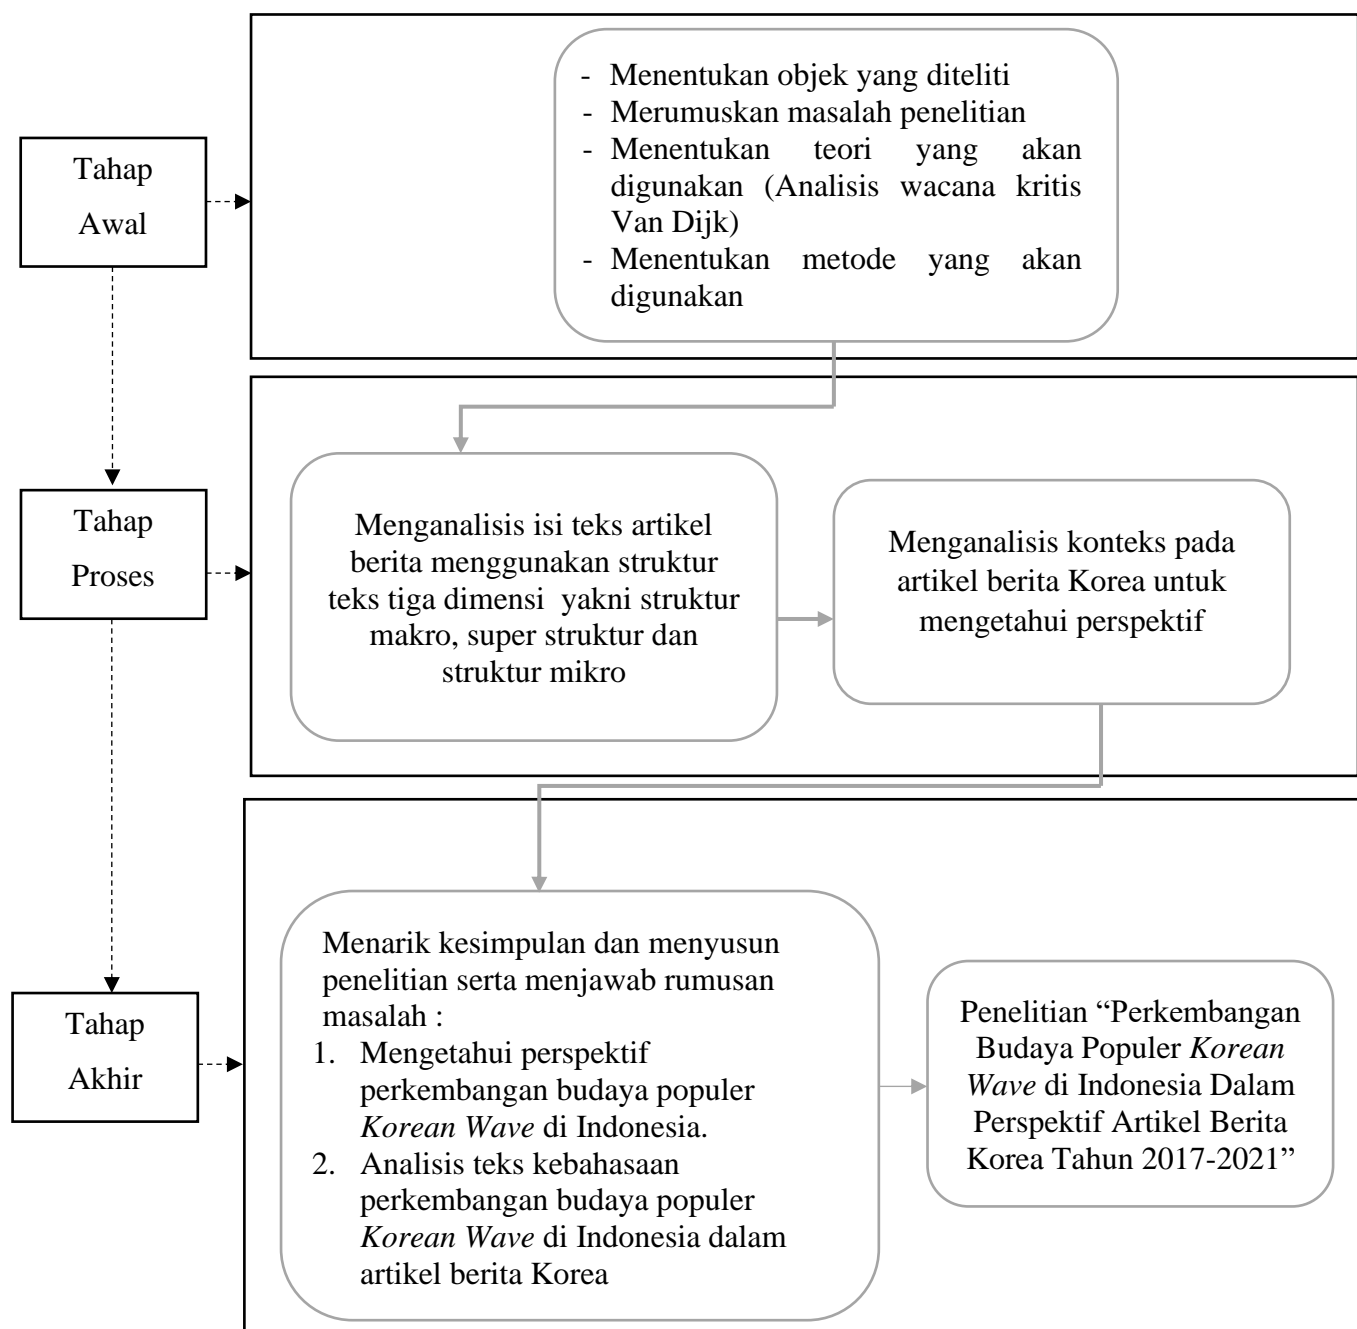 Tahap
Awal
- Menentukan objek yang diteliti
- Merumuskan masalah penelitian
- Menentukan teori yang akan
digunakan (Analisis wacana kritis
Van Dijk)
- Menentukan metode yang akan
digunakan
Tahap
Proses
Menganalisis isi teks artikel
berita menggunakan struktur
teks tiga dimensi yakni struktur
makro, super struktur dan
struktur mikro
Menganalisis konteks pada
artikel berita Korea untuk
mengetahui perspektif
Tahap
Akhir
Menarik kesimpulan dan menyusun
penelitian serta menjawab rumusan
masalah :
1. Mengetahui perspektif
perkembangan budaya populer
Korean Wave di Indonesia.
2. Analisis teks kebahasaan
perkembangan budaya populer
Korean Wave di Indonesia dalam
artikel berita Korea
Penelitian “Perkembangan
Budaya Populer Korean
Wave di Indonesia Dalam
Perspektif Artikel Berita
Korea Tahun 2017-2021”